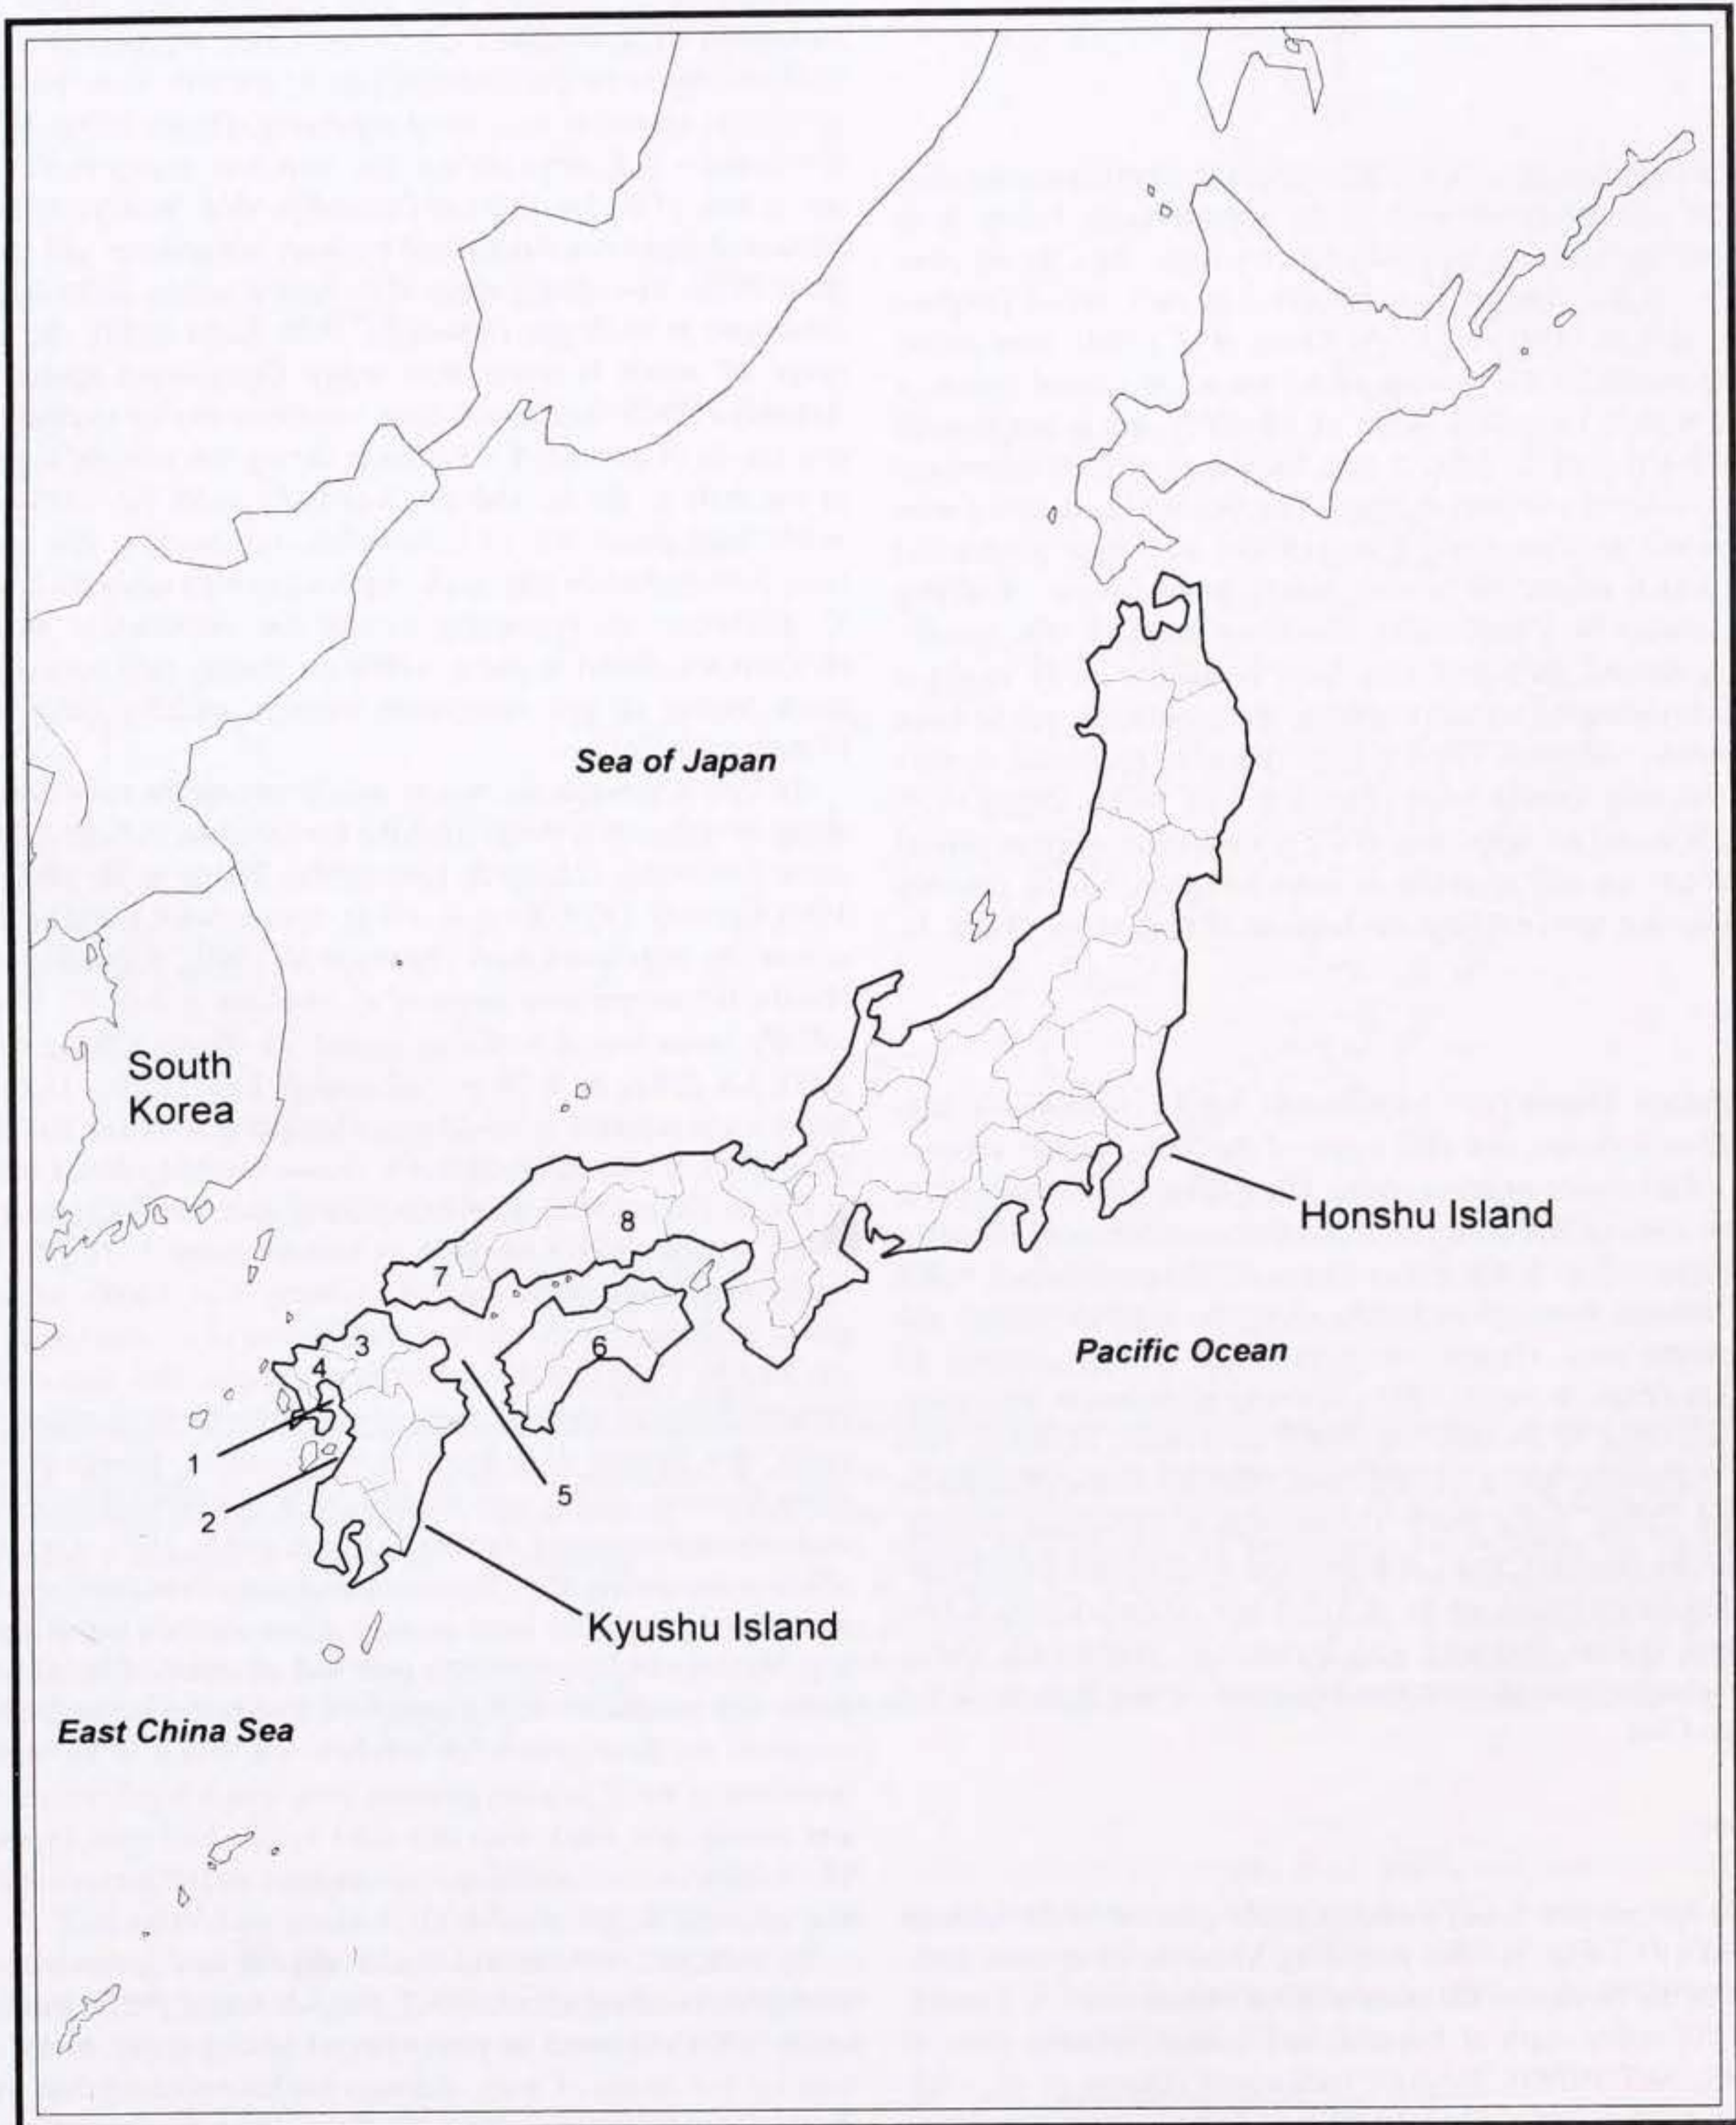 Sea of Japan
South
Korea
Honshu Island
8
7
Pacific Ocean
3
6
4
1
5
2
Kyushu Island
East China Sea